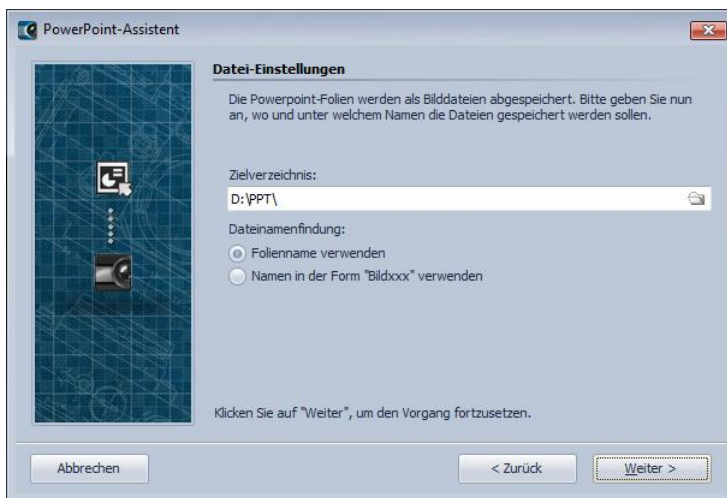 PowerPoint-Assistent
Datei-Einstellungen
Die Powerpoint-Folien werden als Bilddateien abgespeichert. Bitte geben Sie nun
an, wo und unter welchem Namen die Dateien gespeichert werden sollen.
Zielverzeichnis:
D:\PPT\
Dateinamenfindung:
Folienname verwenden
Namen in der Form "Bildxxx" verwenden
Klicken Sie auf "Weiter", um den Vorgang fortzusetzen.
Abbrechen
< Zurück
Weiter >